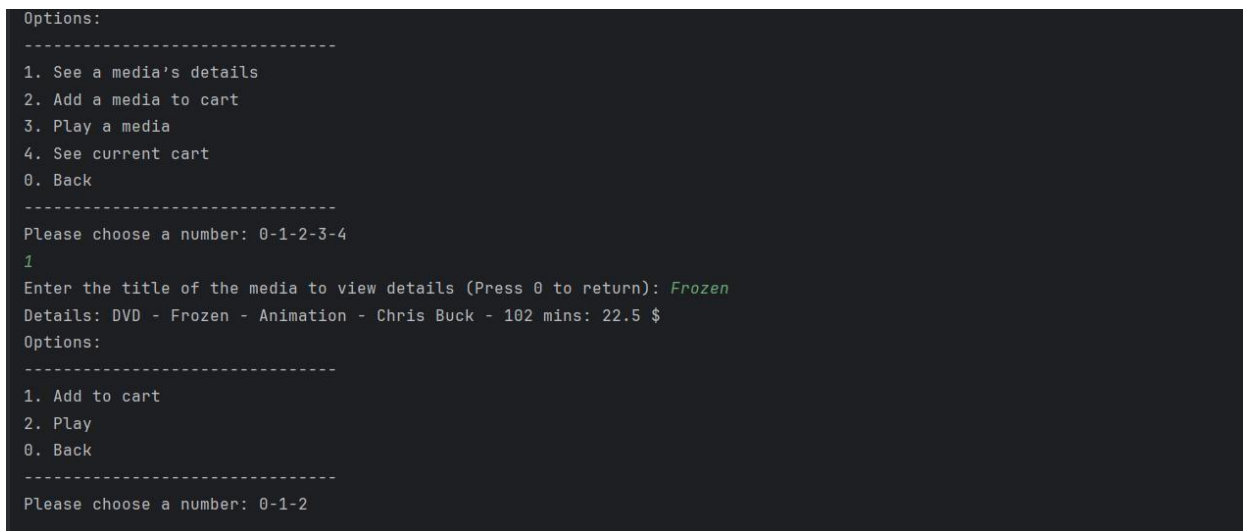 Options:
--------------------------------
1. See a media’s details
2. Add a media to cart
3. Play a media
4. See current cart
0. Back
--------------------------------
Please choose a number: 0-1-2-3-4
1
Enter the title of the media to view details (Press 0 to return): Frozen
Details: DVD - Frozen - Animation - Chris Buck - 102 mins: 22.5 $
Options:
--------------------------------
1. Add to cart
2. Play
0. Back
--------------------------------
Please choose a number: 0-1-2